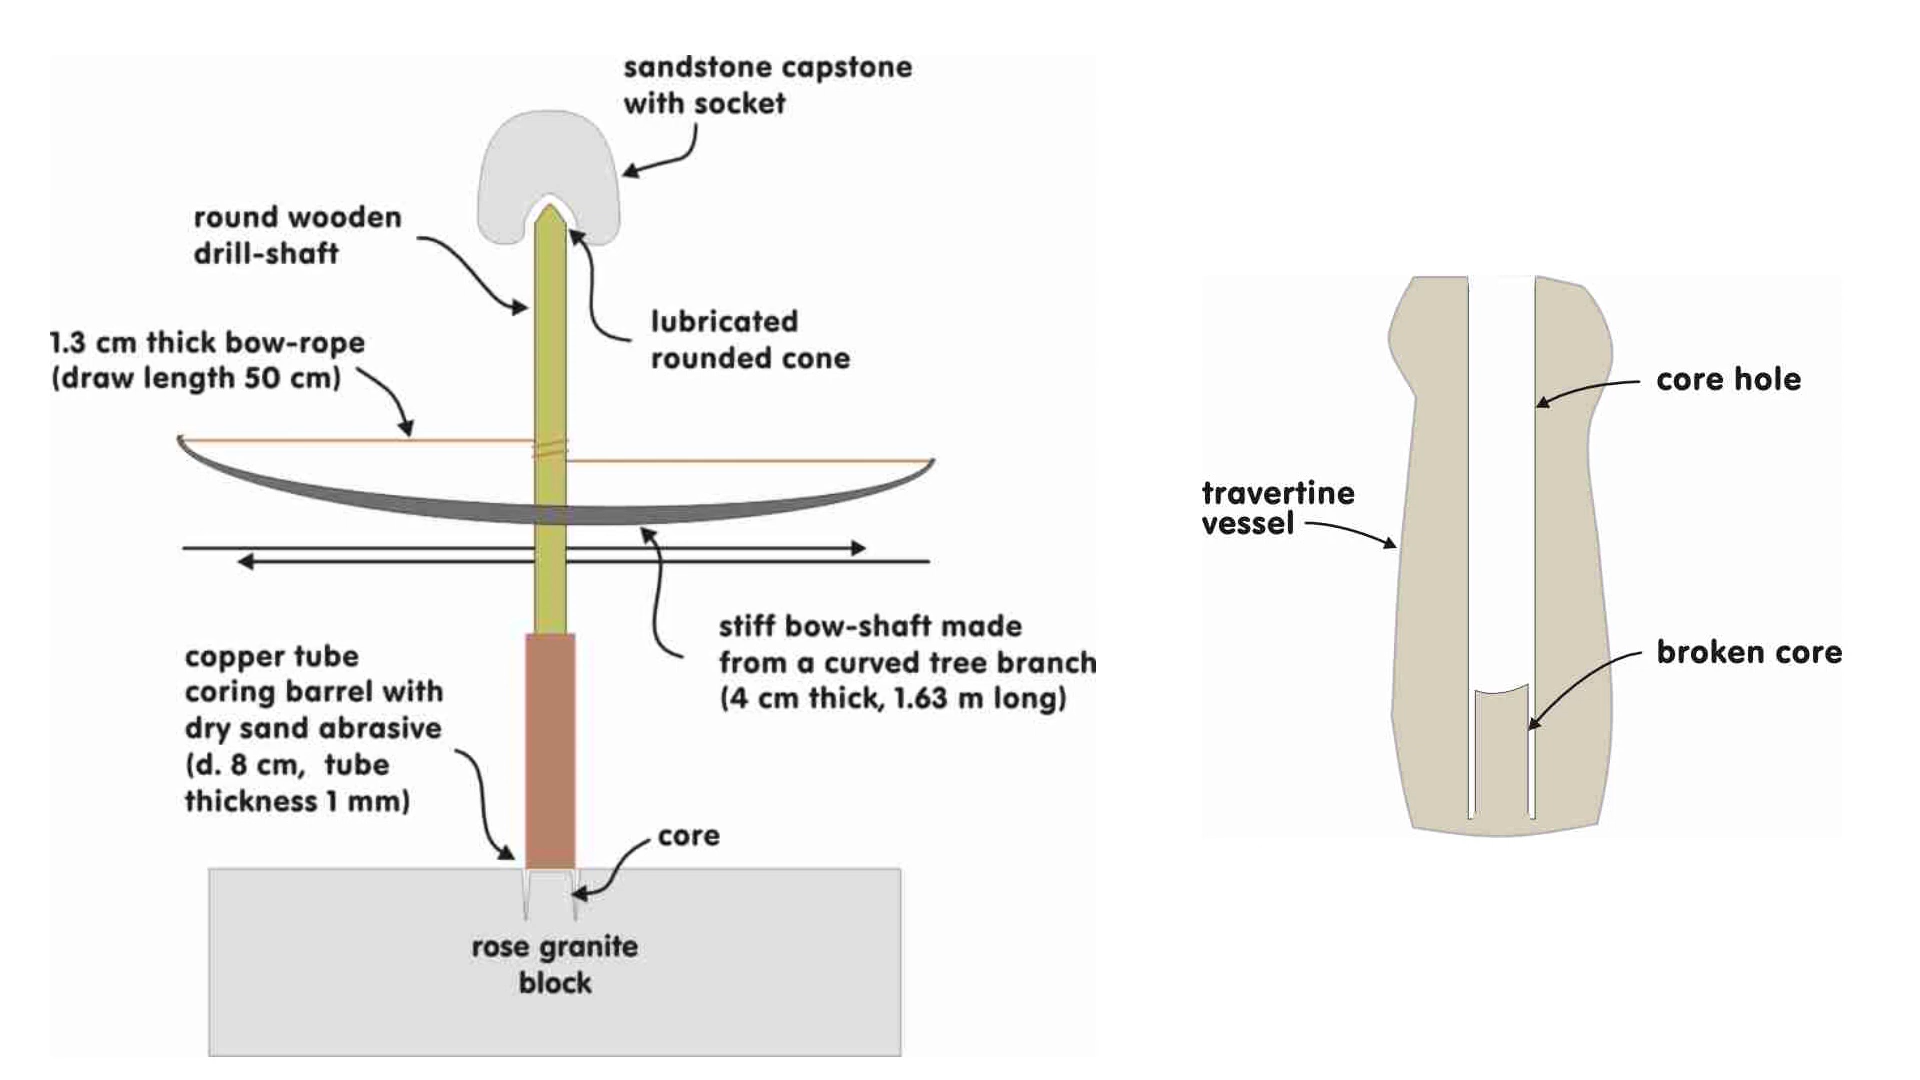 sandstone capstone
with socket
round wooden
drill-shaft
lubricated
rounded cone
1.3 cm thick bow-rope
(draw length 50 cm)
stiff bow-shaft made
from a curved tree branch
(4 cm thick, 1.63 m long)
copper tube
coring barrel with
dry sand abrasive
(d. 8 cm, tube
thickness 1 mm)
core
rose granite
block
core hole
travertine
vessel
broken core